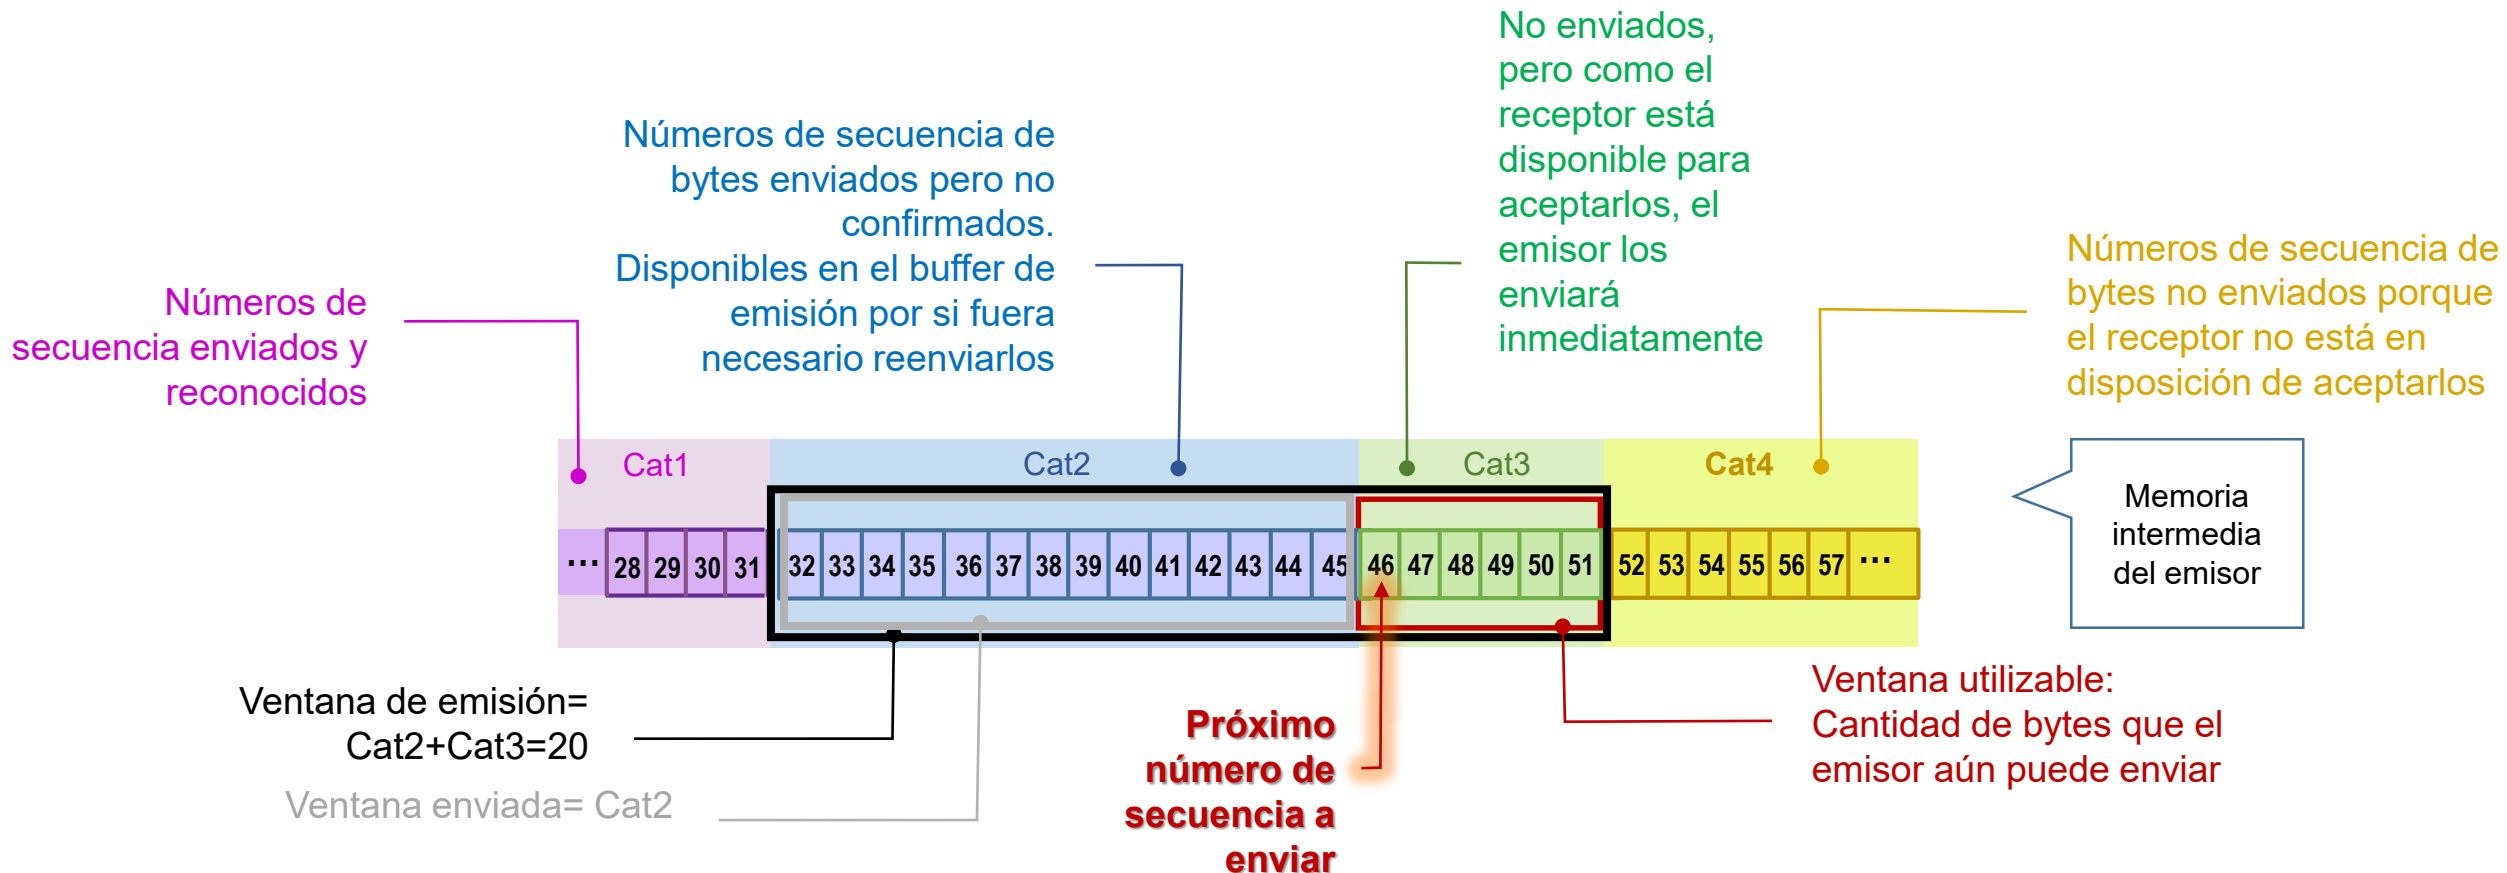 No enviados,
pero como el
receptor está
disponible para
aceptarlos, el
emisor los
enviará
inmediatamente
Números de secuencia de
bytes enviados pero no
confirmados.
Disponibles en el buffer de
emisión por si fuera
necesario reenviarlos
Números de secuencia de
bytes no enviados porque
el receptor no está en
disposición de aceptarlos
Números de
secuencia enviados y
reconocidos
Cat1 Cat2 Cat3 Cat4
Memoria
intermedia
del emisor
... 28 29 30 31 32 33 34 35 36 37 38 39 40 41 42 43 44 45 46 47 48 49 50 51 52 53 54 55 56 57 ...
Ventana de emisión=
Cat2+Cat3=20
Ventana enviada= Cat2
Próximo
número de
secuencia a
enviar
Ventana utilizable:
Cantidad de bytes que el
emisor aún puede enviar